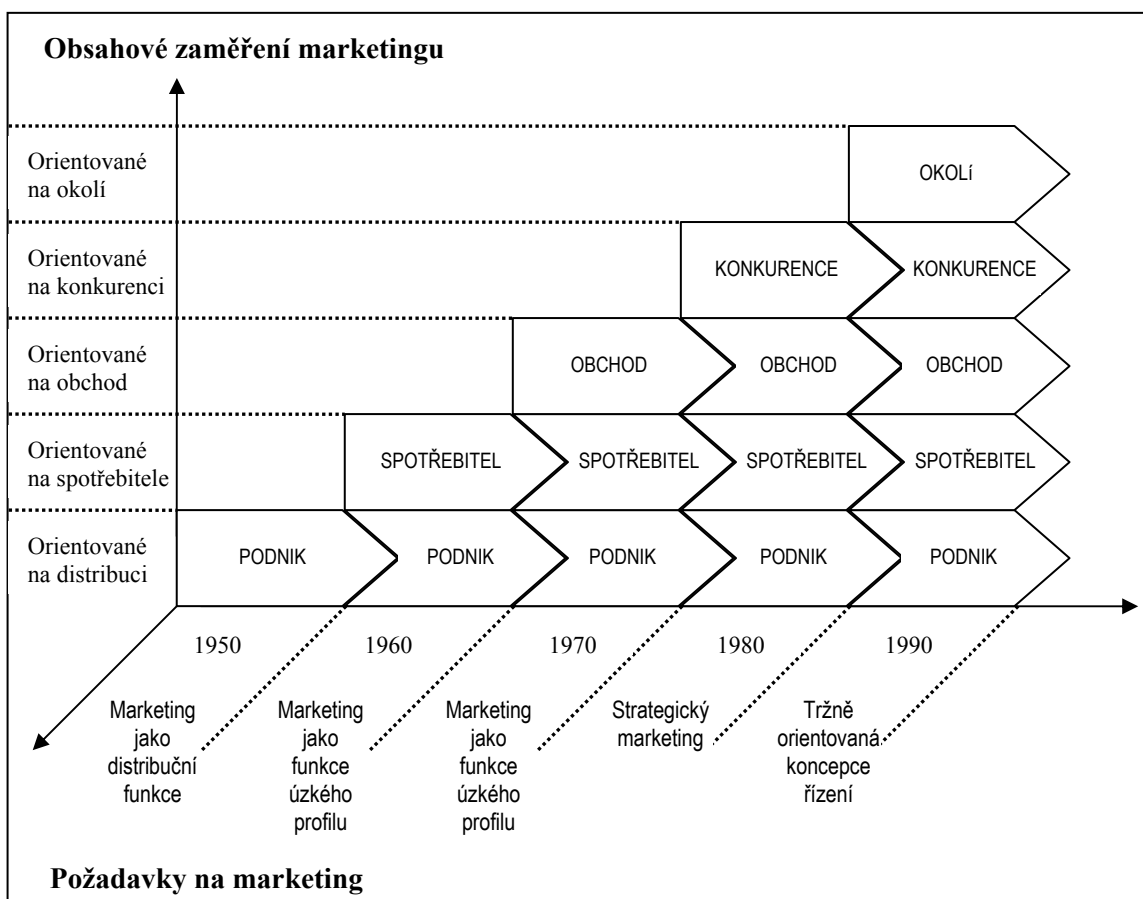 Obsahové zaměření marketingu
Orientované
na okolí
OKOLÍ
Orientované
na konkurenci
KONKURENCE
KONKURENCE
Orientované
na obchod
OBCHOD
OBCHOD
OBCHOD
Orientované
na spotřebitele
SPOTŘEBITEL
SPOTŘEBITEL
SPOTŘEBITEL
SPOTŘEBITEL
Orientované
na distribuci
PODNIK
PODNIK
PODNIK
PODNIK
PODNIK
1950
1960
1970
1980
1990
Marketing
jako
distribuční
funkce
Marketing
jako
funkce
úzkého
profilu
Marketing
jako
funkce
úzkého
profilu
Strategický
marketing
Tržně
orientovaná
koncepce
řízení
Požadavky na marketing